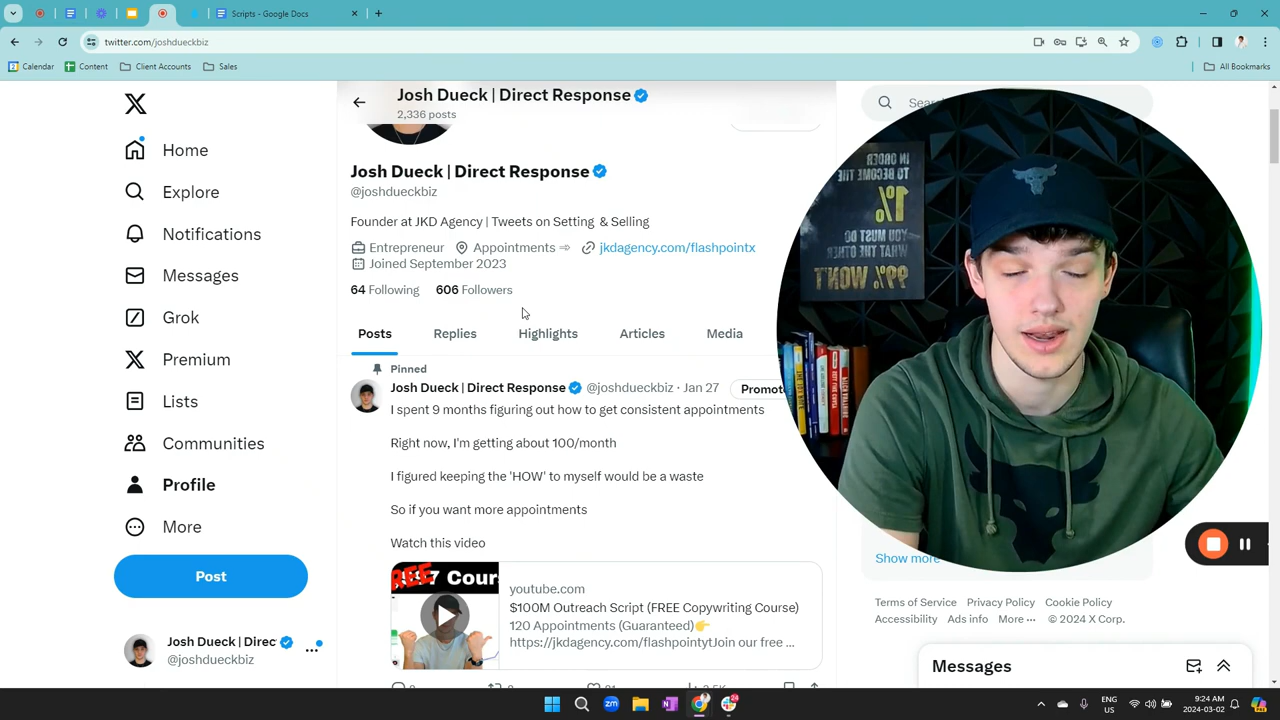 Scripts - Google Docs
twitter.com/joshdueckbiz
Calendar
Content
Client Accounts
Sales
All Bookmarks
Josh Dueck | Direct Response
2,336 posts
Josh Dueck | Direct Response
@joshdueckbiz
Founder at JKD Agency | Tweets on Setting & Selling
Entrepreneur Appointments ⇨ jkdagency.com/flashpointx
Joined September 2023
64 Following 606 Followers
Posts Replies Highlights Articles Media
Pinned
Josh Dueck | Direct Response @joshdueckbiz · Jan 27
Promot
I spent 9 months figuring out how to get consistent appointments
Right now, I'm getting about 100/month
I figured keeping the 'HOW' to myself would be a waste
So if you want more appointments
Watch this video
FREE
$97 Cours
youtube.com
$100M Outreach Script (FREE Copywriting Course)
120 Appointments (Guaranteed)👉
https://jkdagency.com/flashpointytJoin our free ...
Home
Explore
Notifications
Messages
Grok
Premium
Lists
Communities
Profile
More
Post
Josh Dueck | Direc
@joshdueckbiz
Sear
IN ORDER
TO BECOME THE
1%
YOU MUST DO
WHAT THE OTHER
99% WON'T
Show more
Terms of Service Privacy Policy Cookie Policy
Accessibility Ads info More ··· © 2024 X Corp.
Messages
24
ENG
9:24 AM
WAVE
2024-03-02